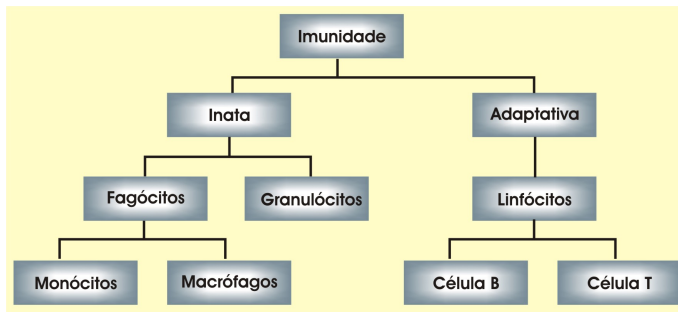 Imunidade
Inata
Adaptativa
Fagócitos
Granulócitos
Linfócitos
Monócitos
Macrófagos
Célula B
Célula T